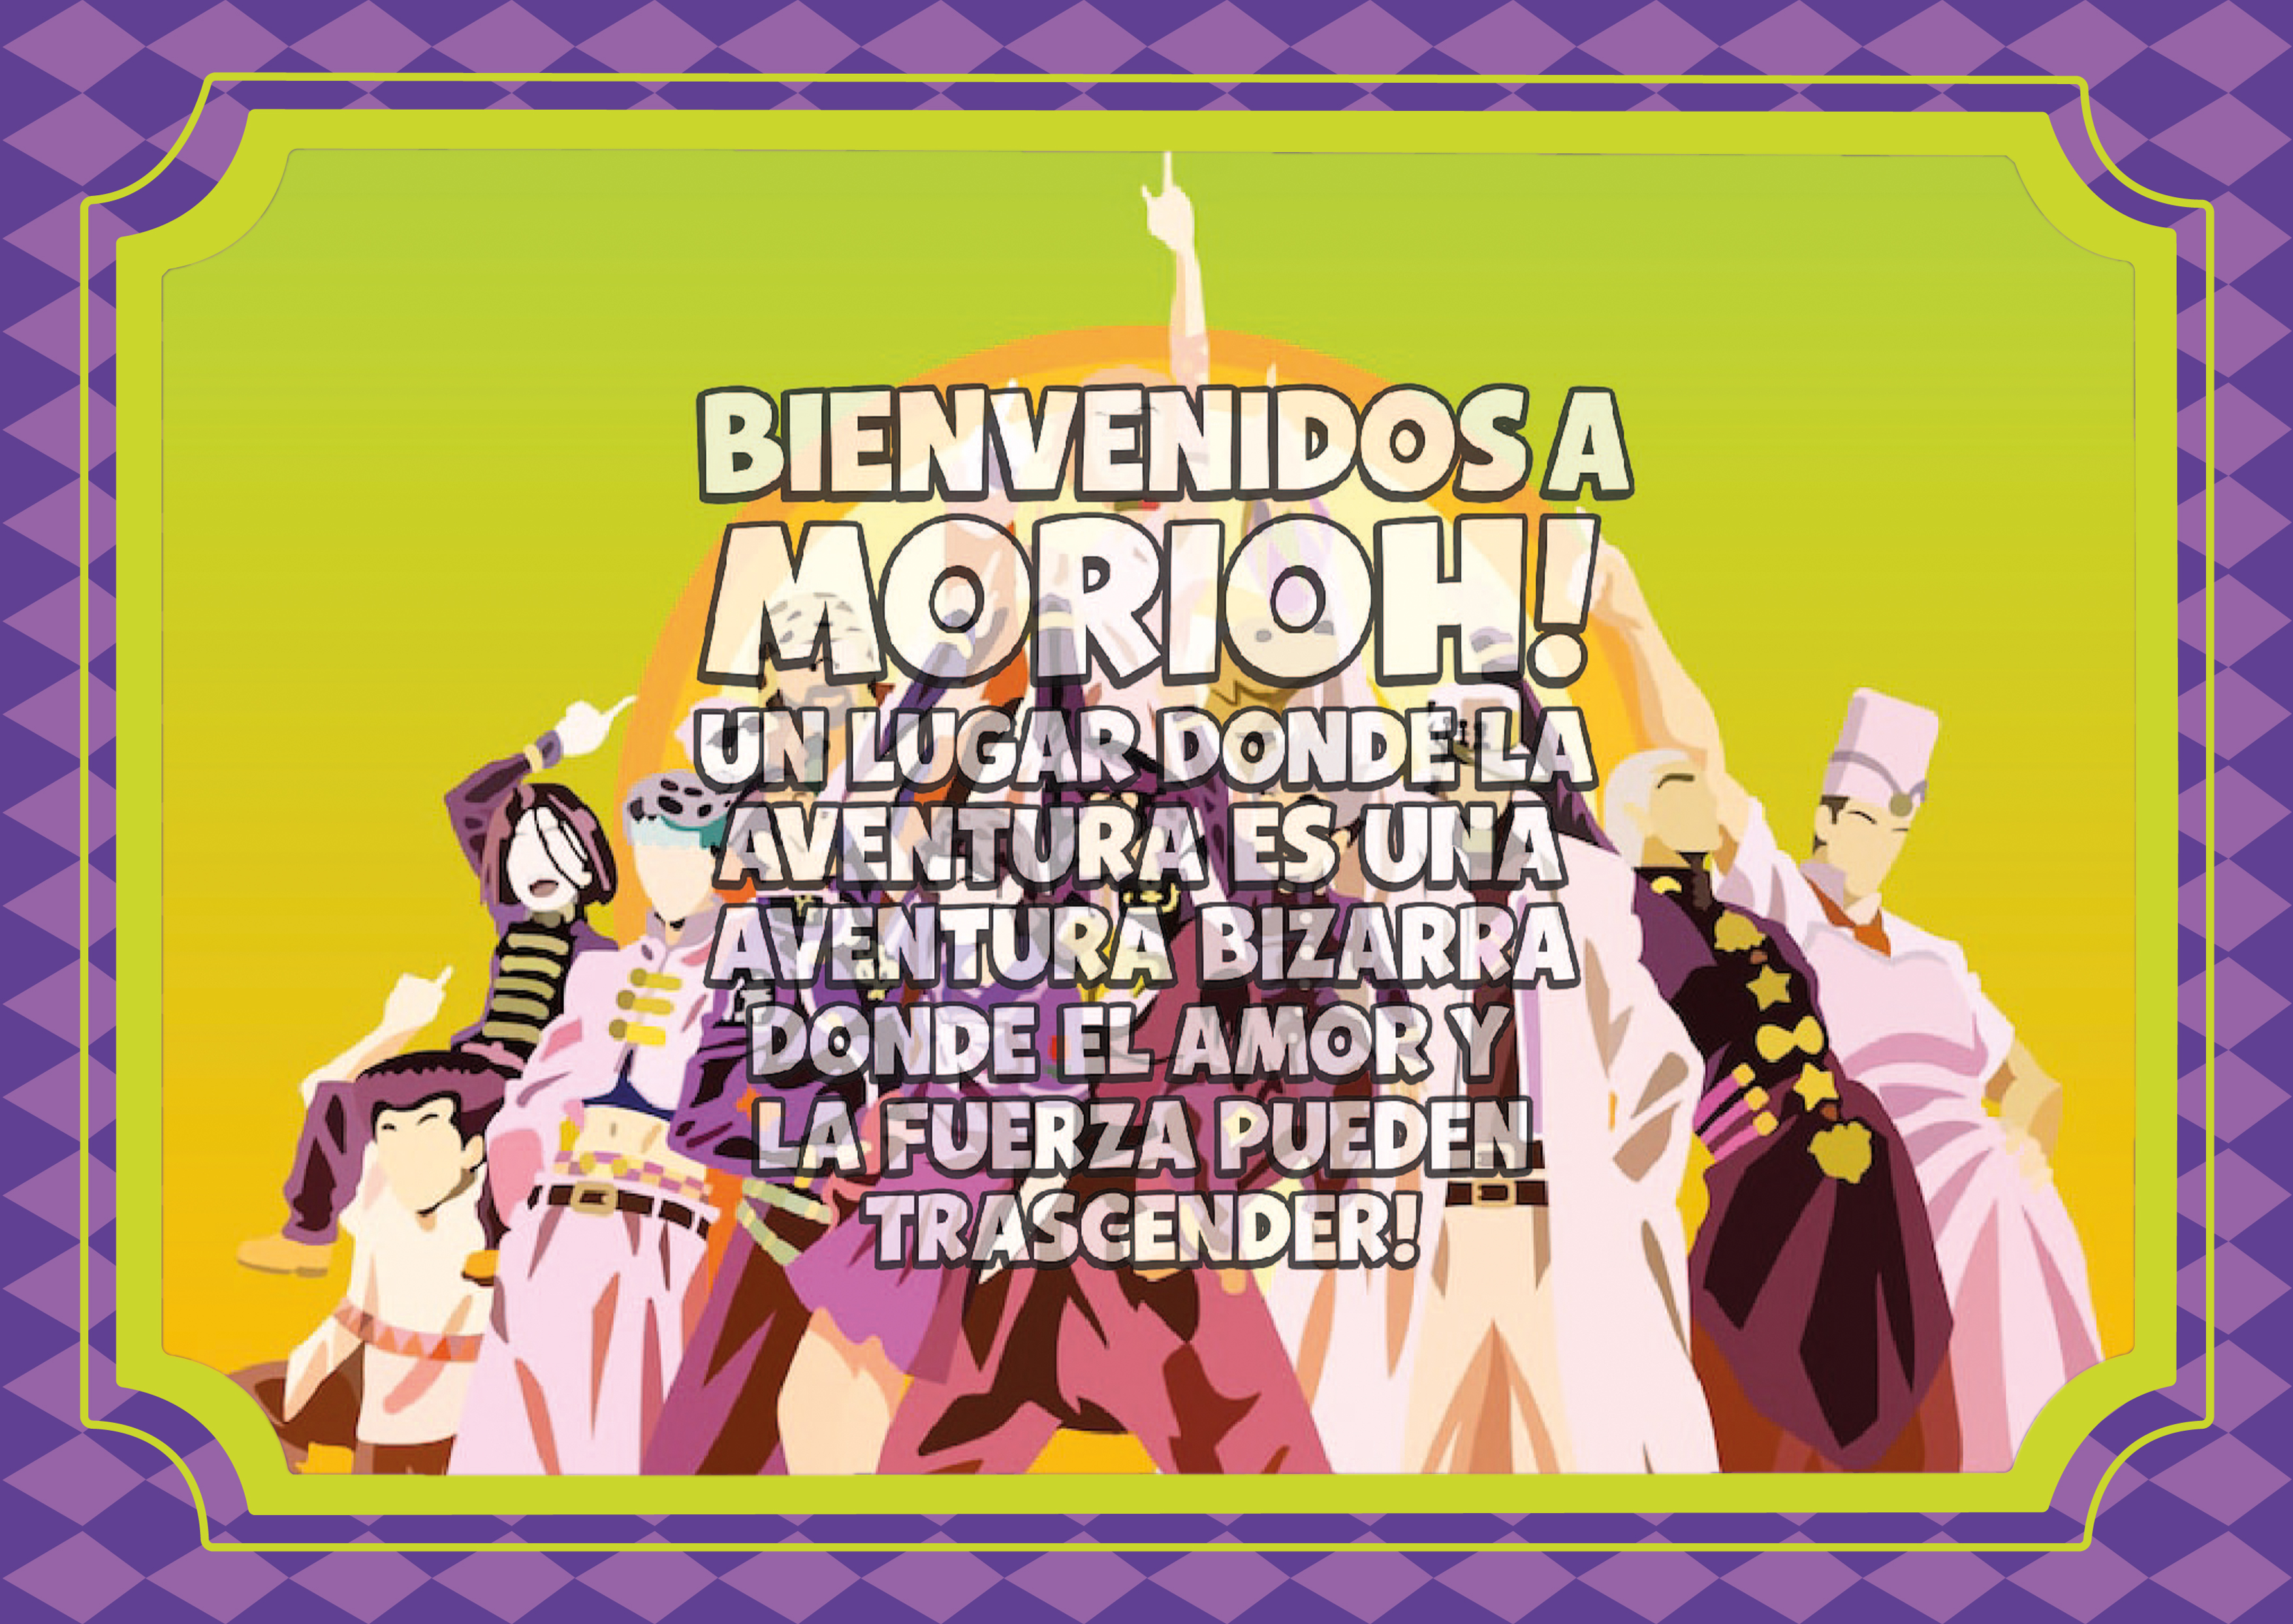 BIENVENIDOS A
MORIOH!
UN LUGAR DONDE LA
AVENTURA ES UNA
AVENTURA BIZARRA
DONDE EL AMOR Y
LA FUERZA PUEDEN
TRASCENDER!